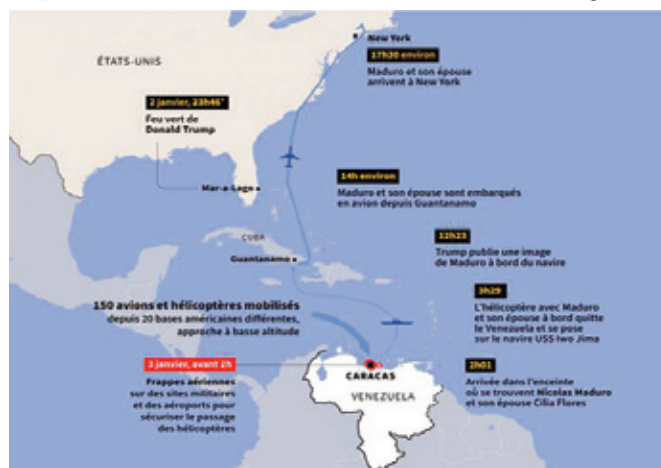 New York
17h30 environ
Maduro et son épouse
arrivent à New York
ÉTATS-UNIS
2 janvier, 23h46*
Feu vert de
Donald Trump
Mar-a-Lago
14h environ
Maduro et son épouse sont embarqués
en avion depuis Guantanamo
CUBA
Guantanamo
12h23
Trump publie une image
de Maduro à bord du navire
150 avions et hélicoptères mobilisés
depuis 20 bases américaines différentes,
approche à basse altitude
3h29
L'hélicoptère avec Maduro
et son épouse à bord quitte
le Venezuela et se pose
sur le navire USS Iwo Jima
3 janvier, avant 2h
Frappes aériennes
sur des sites militaires
et des aéroports pour
sécuriser le passage
des hélicoptères
CARACAS
VENEZUELA
2h01
Arrivée dans l'enceinte
où se trouvent Nicolas Maduro
et son épouse Cilia Flores